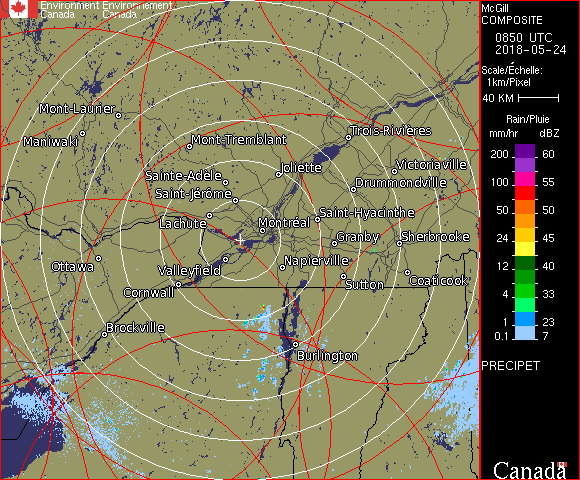 Environment Environnement
Canada Canada
McGill
COMPOSITE
0850 UTC
2018-05-24
Scale/Échelle:
1km/Pixel
40 KM
Rain/Pluie
mm/hr dBZ
200 60
150 57
100 55
50 50
24 45
12 40
4 33
1.0 23
0.1 7
PRECIPET
Canada
Mont-Laurier
Maniwaki
Mont-Tremblant
Trois-Rivières
Joliette
Victoriaville
Sainte-Adèle
Drummondville
Saint-Jérôme
Lachute
Montréal
Saint-Hyacinthe
Granby
Sherbrooke
Ottawa
Valleyfield
Napierville
Cornwall
Sutton
Coaticook
Brockville
Burlington